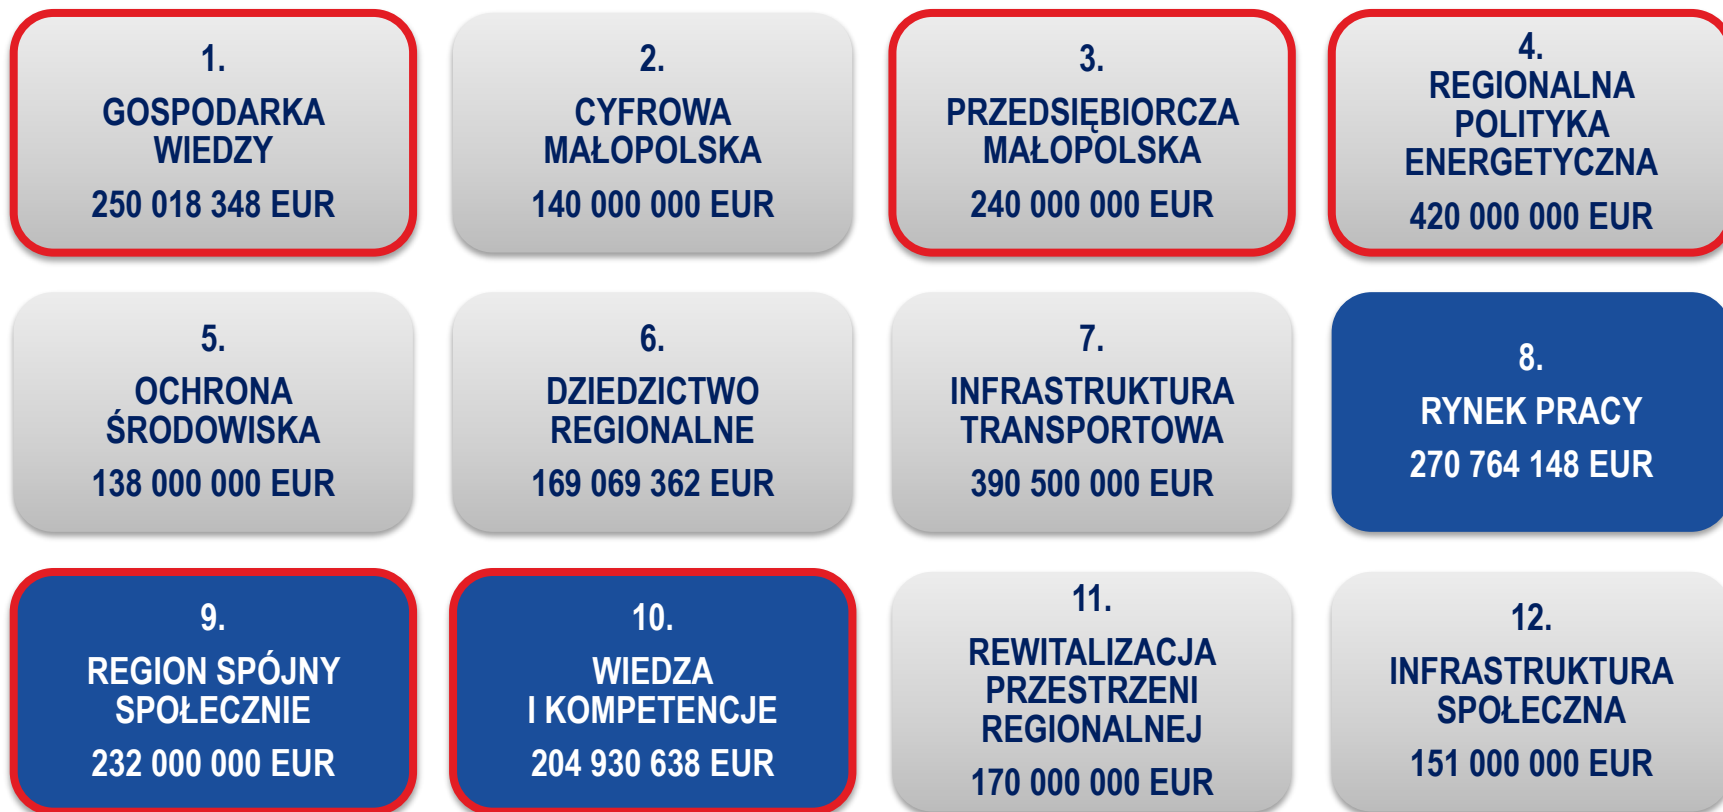 1.
GOSPODARKA
WIEDZY
250 018 348 EUR
2.
CYFROWA
MAŁOPOLSKA
140 000 000 EUR
3.
PRZEDSIĘBIORCZA
MAŁOPOLSKA
240 000 000 EUR
4.
REGIONALNA
POLITYKA
ENERGETYCZNA
420 000 000 EUR
5.
OCHRONA
ŚRODOWISKA
138 000 000 EUR
6.
DZIEDZICTWO
REGIONALNE
169 069 362 EUR
7.
INFRASTRUKTURA
TRANSPORTOWA
390 500 000 EUR
8.
RYNEK PRACY
270 764 148 EUR
9.
REGION SPÓJNY
SPOŁECZNIE
232 000 000 EUR
10.
WIEDZA
I KOMPETENCJE
204 930 638 EUR
11.
REWITALIZACJA
PRZESTRZENI
REGIONALNEJ
170 000 000 EUR
12.
INFRASTRUKTURA
SPOŁECZNA
151 000 000 EUR